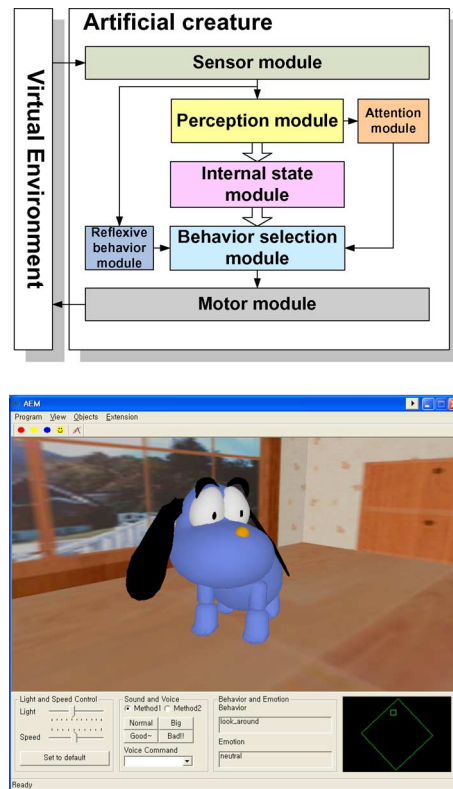 Artificial creature
Virtual Environment
Sensor module
Perception module
Attention
module
Internal state
module
Reflexive
behavior
module
Behavior selection
module
Motor module
AEM
Program View Objects Extension
Light and Speed Control
Light
Speed
Set to default
Sound and Voice
Method1 Method2
Normal Big
Good~ Bad!!
Voice Command
Behavior and Emotion
Behavior
look_around
Emotion
neutral
Ready